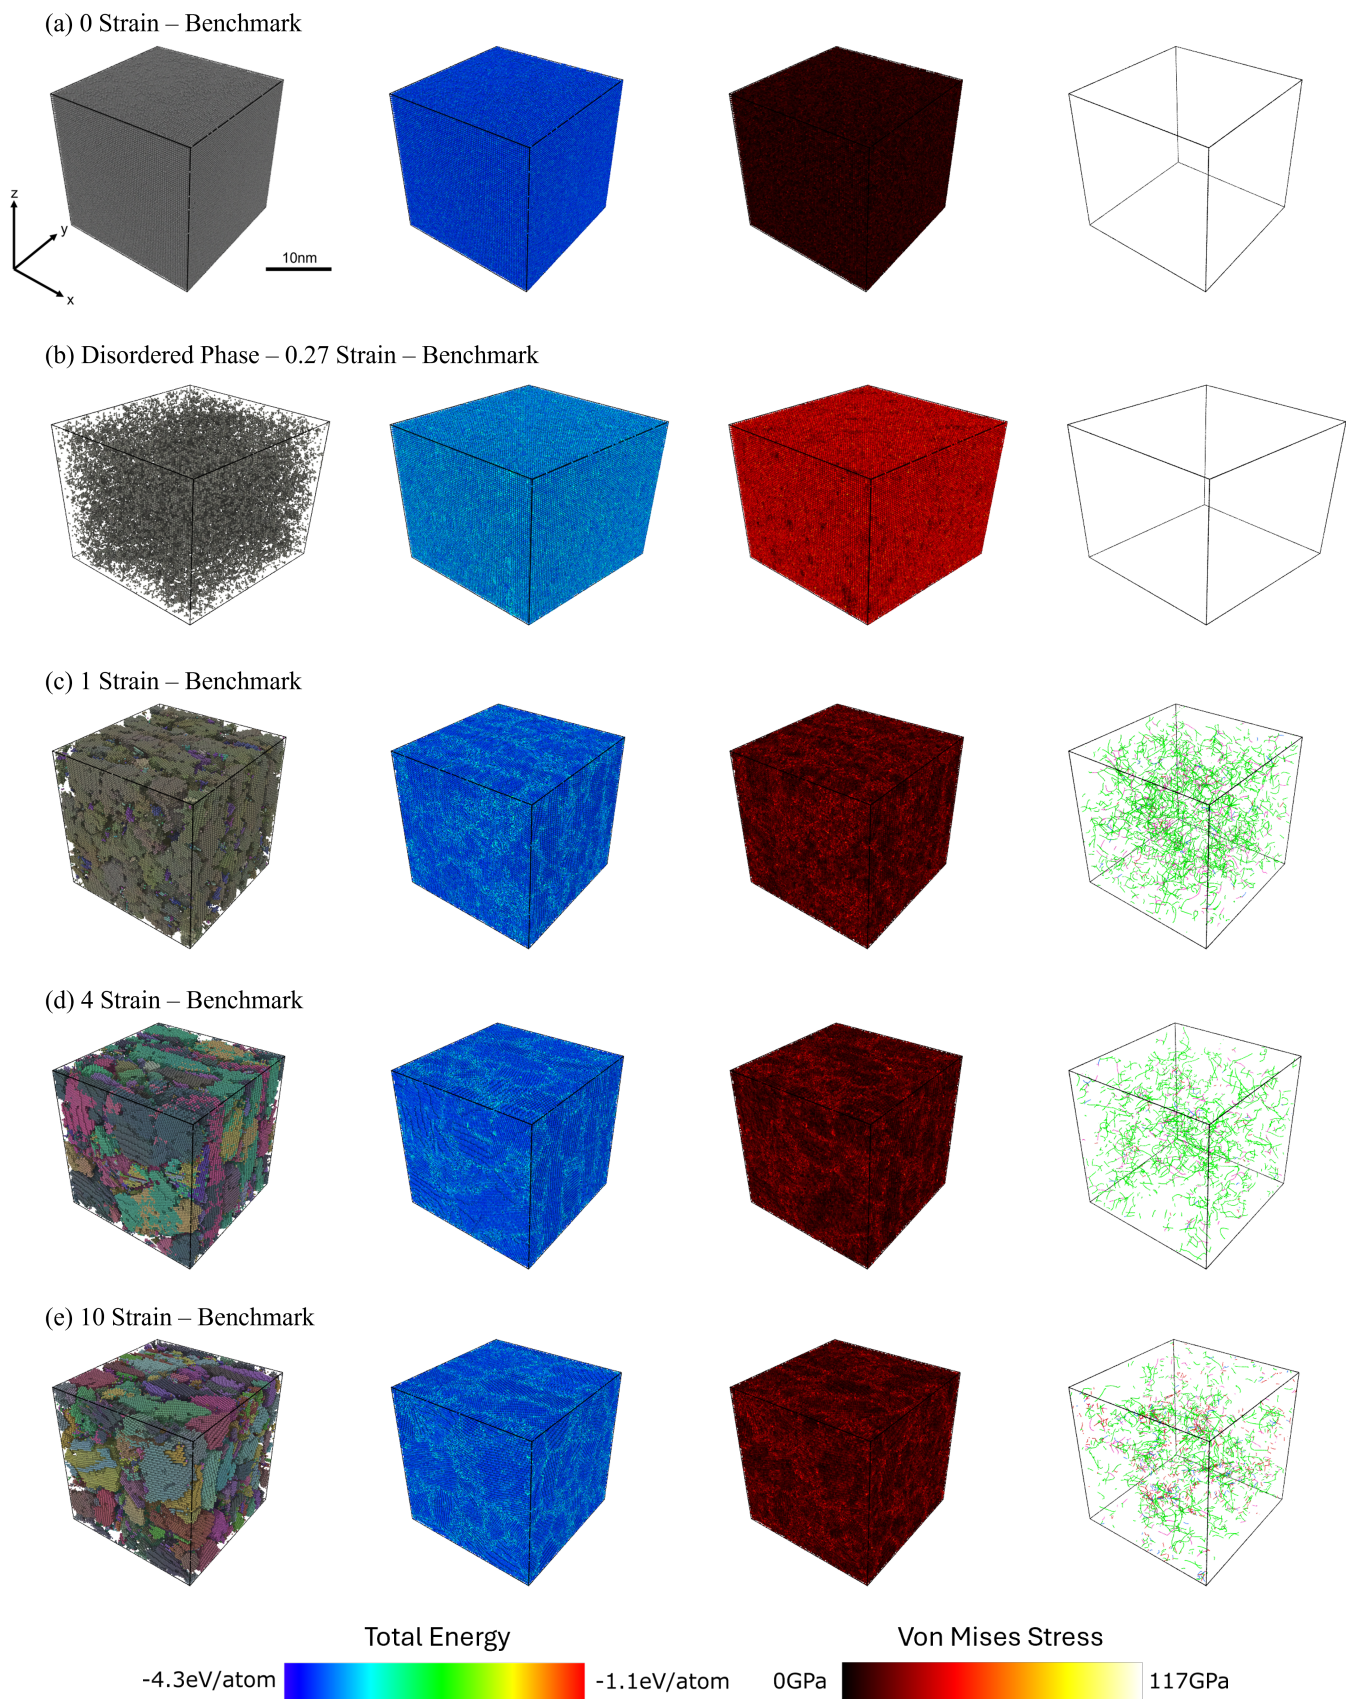 (a) 0 Strain – Benchmark
z
y
x
10nm
(b) Disordered Phase – 0.27 Strain – Benchmark
(c) 1 Strain – Benchmark
(d) 4 Strain – Benchmark
(e) 10 Strain – Benchmark
Total Energy
Von Mises Stress
-4.3eV/atom
-1.1eV/atom
0GPa
117GPa